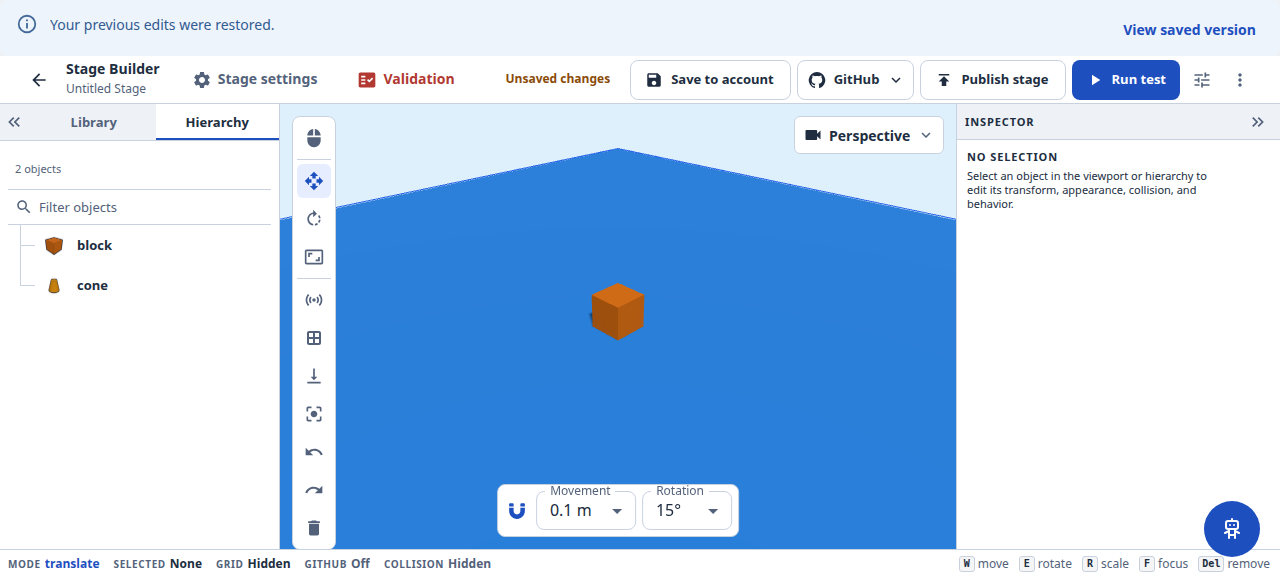 Your previous edits were restored.
View saved version
Stage Builder
Untitled Stage
Stage settings
Validation
Unsaved changes
Save to account
GitHub
Publish stage
Run test
Library
Hierarchy
2 objects
Filter objects
block
cone
Perspective
INSPECTOR
NO SELECTION
Select an object in the viewport or hierarchy to
edit its transform, appearance, collision, and
behavior.
Movement
0.1 m
Rotation
15°
MODE translate SELECTED None GRID Hidden GITHUB Off COLLISION Hidden
W move E rotate R scale F focus Del remove